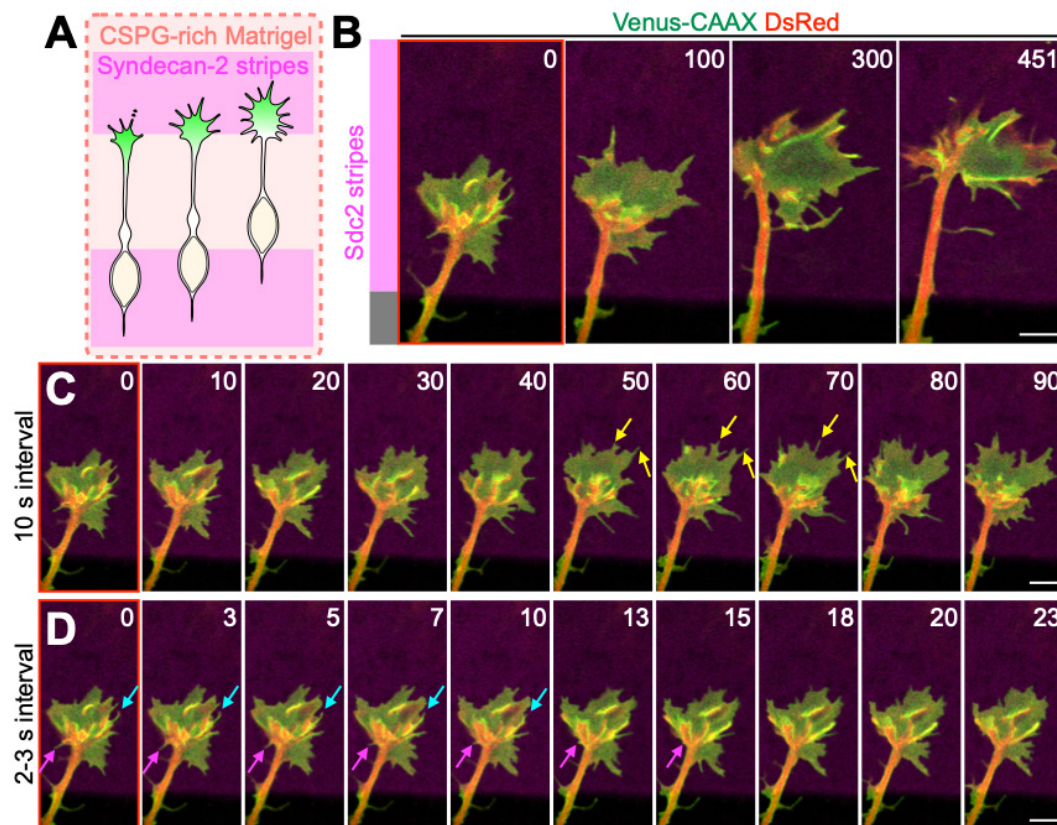 A
CSPG-rich Matrigel
Syndecan-2 stripes
B
Venus-CAAX DsRed
Sdc2 stripes
0 100 300 451
C
10 s interval
0 10 20 30 40 50 60 70 80 90
D
2-3 s interval
0 3 5 7 10 13 15 18 20 23